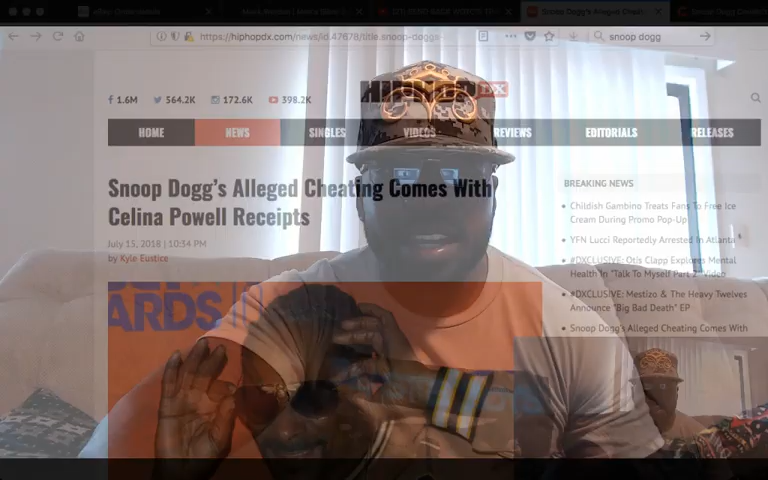 https://hiphopdx.com/news/id.47678/title.snoop-doggs-
snoop dogg
1.6M
564.2K
172.6K
398.2K
HIPHOPDX
HOME
NEWS
SINGLES
VIDEOS
REVIEWS
EDITORIALS
RELEASES
Snoop Dogg's Alleged Cheating Comes With
Celina Powell Receipts
July 15, 2018 | 10:34 PM
by Kyle Eustice
ARDS
BREAKING NEWS
Childish Gambino Treats Fans To Free Ice
Cream During Promo Pop-Up
YFN Lucci Reportedly Arrested In Atlanta
#DXCLUSIVE: Otis Clapp Explores Mental
Health In "Talk To Myself Part 2" Video
#DXCLUSIVE: Mestizo & The Heavy Twelves
Announce "Big Bad Death" EP
Snoop Dogg's Alleged Cheating Comes With